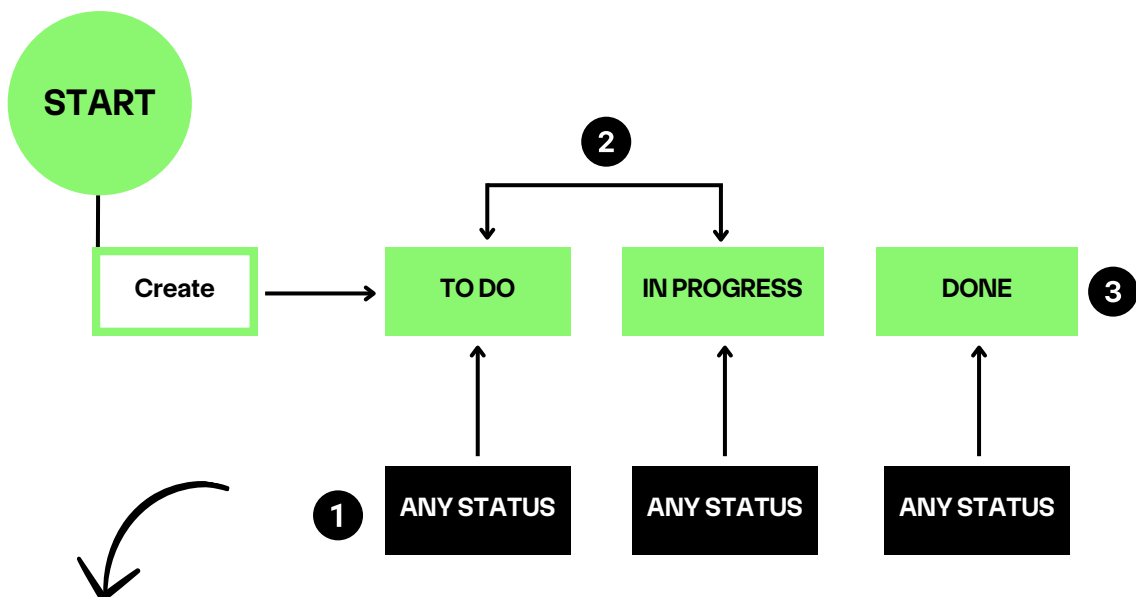 START
2
Create
TO DO
IN PROGRESS
DONE
3
1
ANY STATUS
ANY STATUS
ANY STATUS